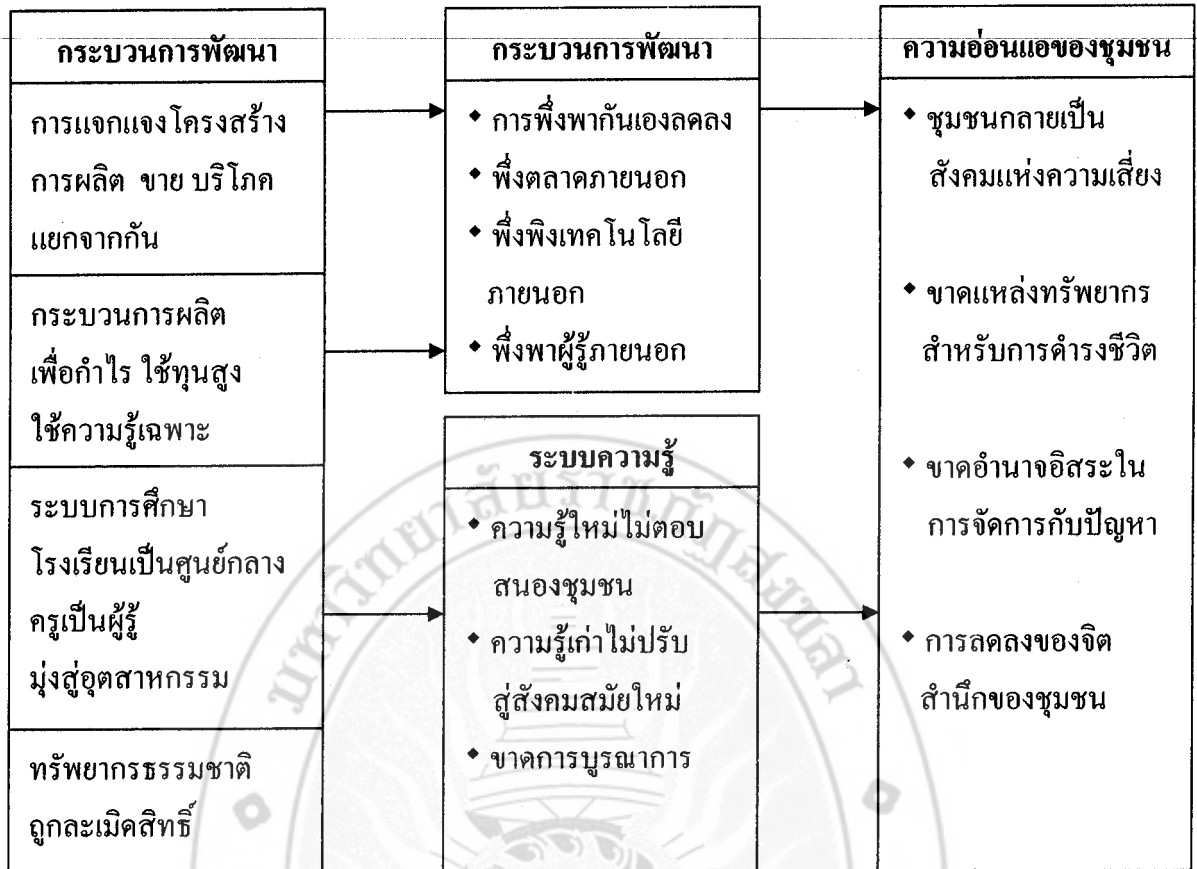 กระบวนการพัฒนา
การแจกแจงโครงสร้าง
การผลิต ขาย บริโภค
แยกจากกัน
กระบวนการผลิต
เพื่อกำไร ใช้ทุนสูง
ใช้ความรู้เฉพาะ
ระบบการศึกษา
โรงเรียนเป็นศูนย์กลาง
ครูเป็นผู้รู้
มุ่งสู่อุตสาหกรรม
ทรัพยากรธรรมชาติ
ถูกละเมิดสิทธิ์
กระบวนการพัฒนา
การพึ่งพากันเองลดลง
พึ่งตลาดภายนอก
พึ่งพิงเทคโนโลยี
ภายนอก
พึ่งพาผู้รู้ภายนอก
ระบบความรู้
ความรู้ใหม่ไม่ตอบ
สนองชุมชน
ความรู้เก่าไม่ปรับ
สู่สังคมสมัยใหม่
ขาดการบูรณาการ
ความอ่อนแอของชุมชน
ชุมชนกลายเป็น
สังคมแห่งความเสี่ยง
ขาดแหล่งทรัพยากร
สำหรับการดำรงชีวิต
ขาดอำนาจอิสระใน
การจัดการกับปัญหา
การลดลงของจิต
สำนึกของชุมชน
มหาวิทยาลัยราชภัฏสงขลา